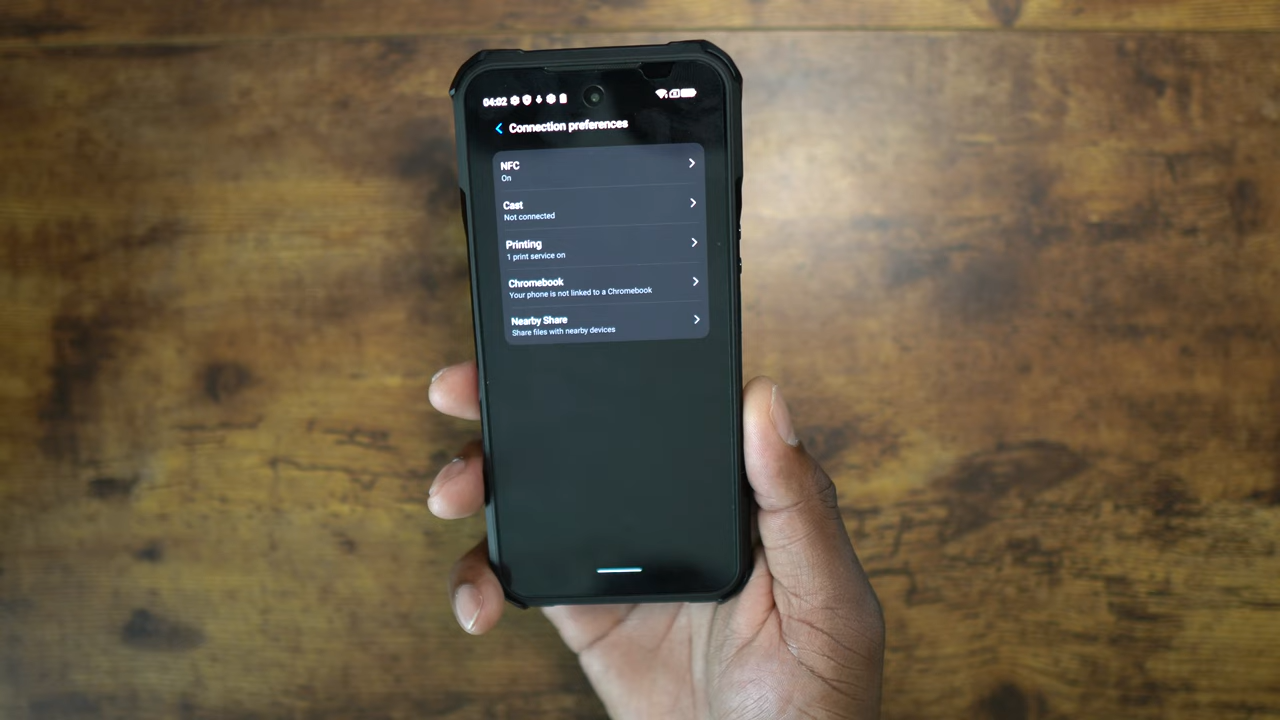 04:02
Connection preferences
NFC
On
Cast
Not connected
Printing
1 print service on
Chromebook
Your phone is not linked to a Chromebook
Nearby Share
Share files with nearby devices